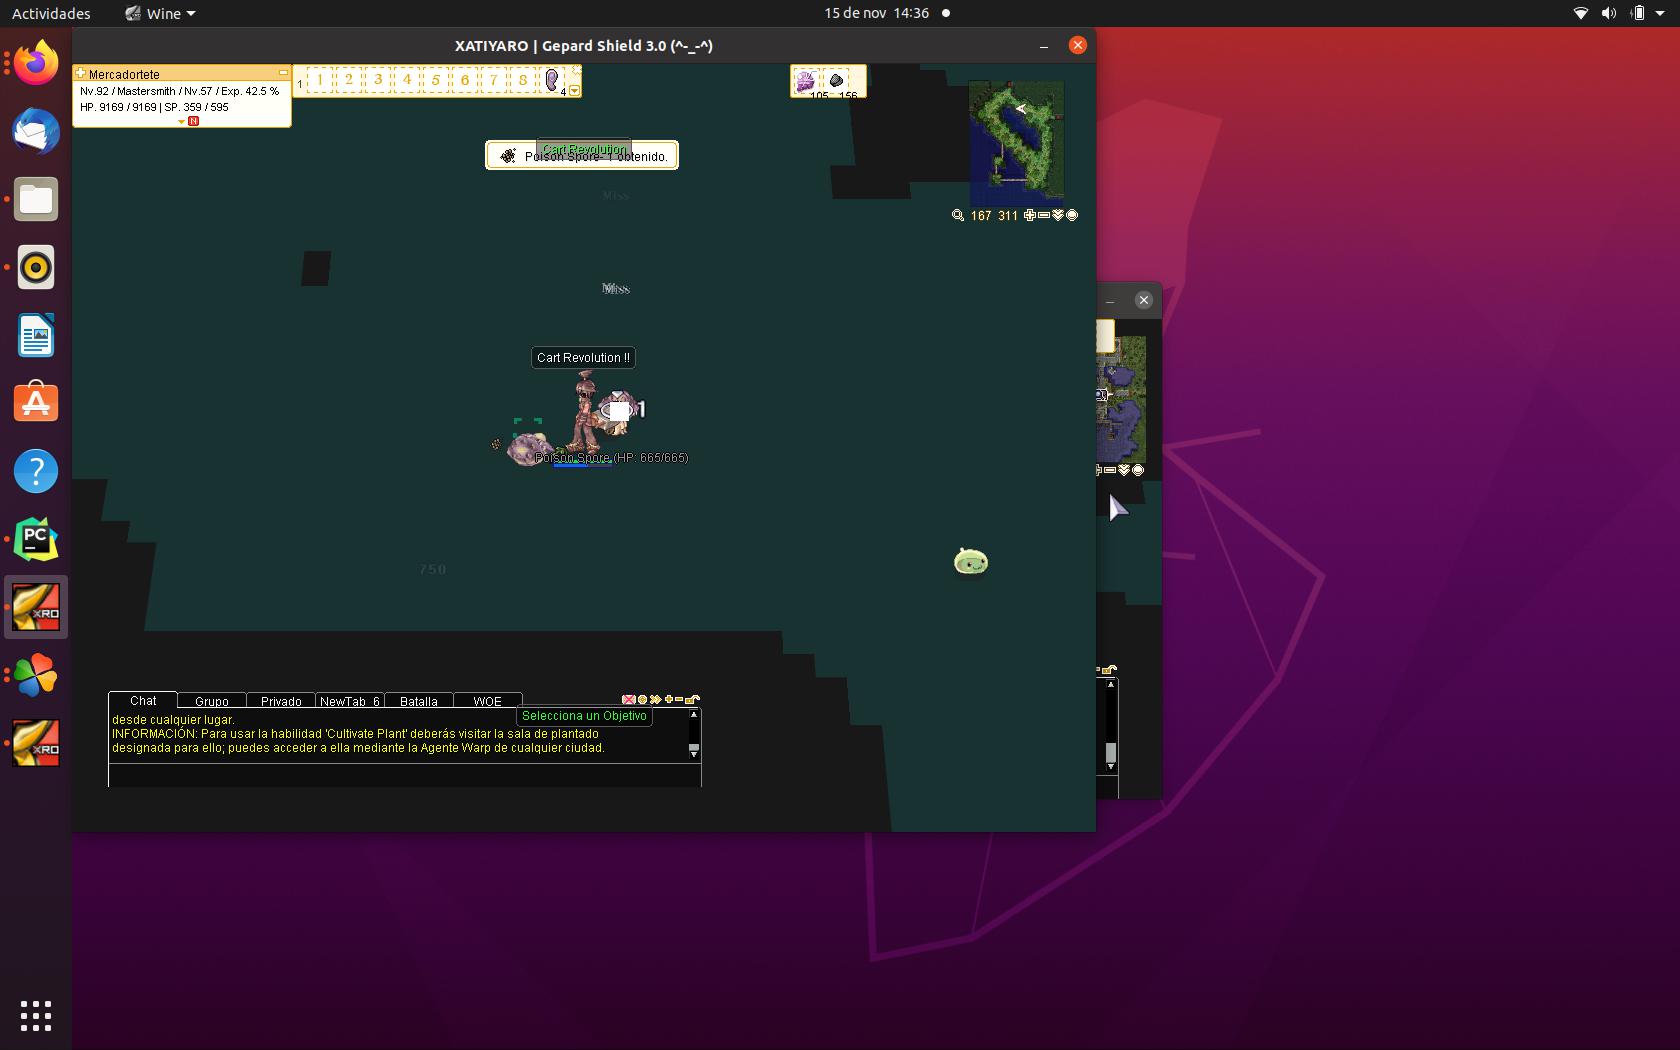 Actividades
Wine
15 de nov 14:36
XATIYARO | Gepard Shield 3.0 (^-_-^)
Mercadortete
Nv.92 / Mastersmith / Nv.57 / Exp. 42.5 %
HP. 9169 / 9169 | SP. 359 / 595
N
1 1 2 3 4 5 6 7 8 4
105 156
Cart Revolution
Poison Spore- 1 obtenido.
167 311
Miss
Miss
Cart Revolution !!
1
Poison Spore (HP: 665/665)
750
Chat Grupo Privado NewTab_6 Batalla WOE
Selecciona un Objetivo
desde cualquier lugar.
INFORMACIÓN: Para usar la habilidad 'Cultivate Plant' deberás visitar la sala de plantado
designada para ello; puedes acceder a ella mediante la Agente Warp de cualquier ciudad.
PC
XRO
XRO